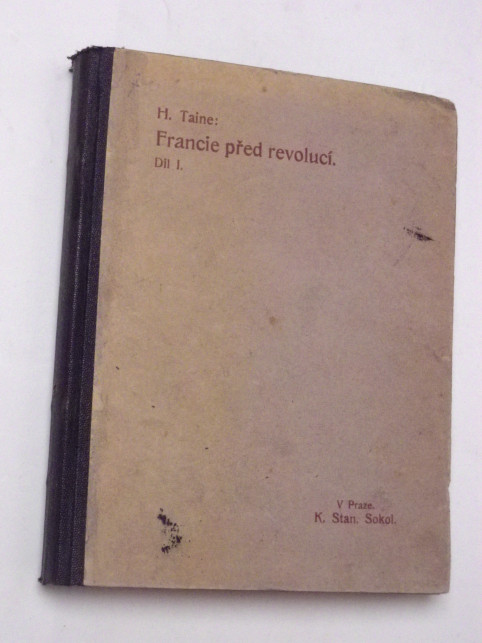 H. Taine:
Francie před revolucí.
Díl I.
V Praze.
K. Stan. Sokol.